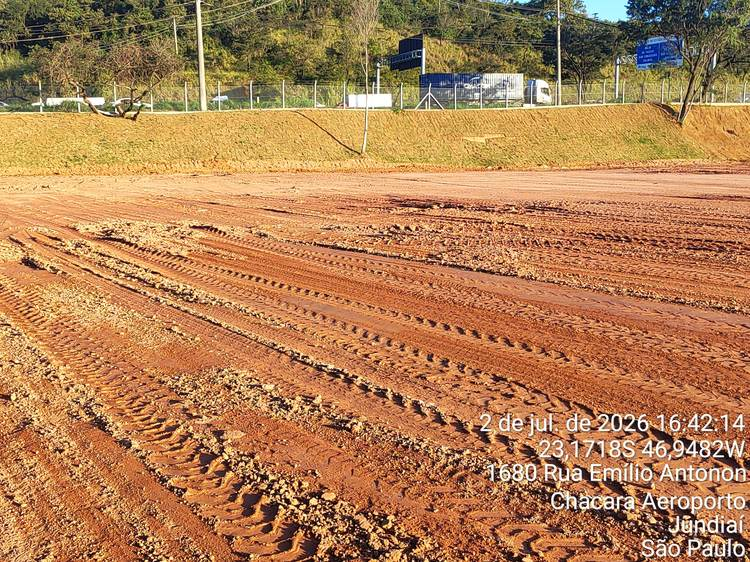 2 de jul. de 2026 16:42:14
23,1718S 46,9482W
1680 Rua Emílio Antonon
Chácara Aeroporto
Jundiaí
São Paulo